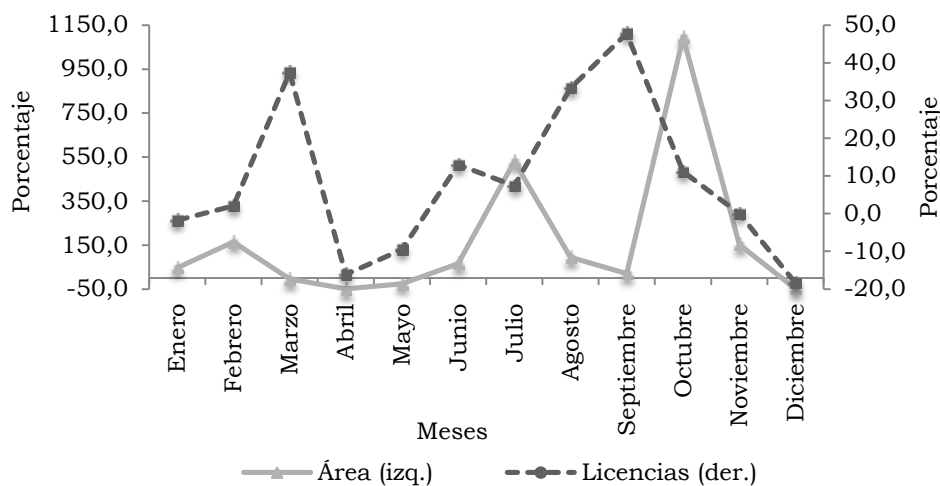 Porcentaje
1150,0
950,0
750,0
550,0
350,0
150,0
-50,0
50,0
40,0
30,0
20,0
10,0
0,0
-10,0
-20,0
Porcentaje
Enero
Febrero
Marzo
Abril
Mayo
Junio
Julio
Agosto
Septiembre
Octubre
Noviembre
Diciembre
Meses
Área (izq.)
Licencias (der.)